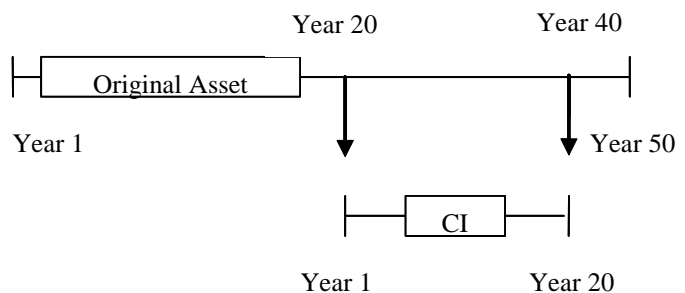 Year 20 Year 40
Original Asset
Year 1 Year 50
CI
Year 1 Year 20